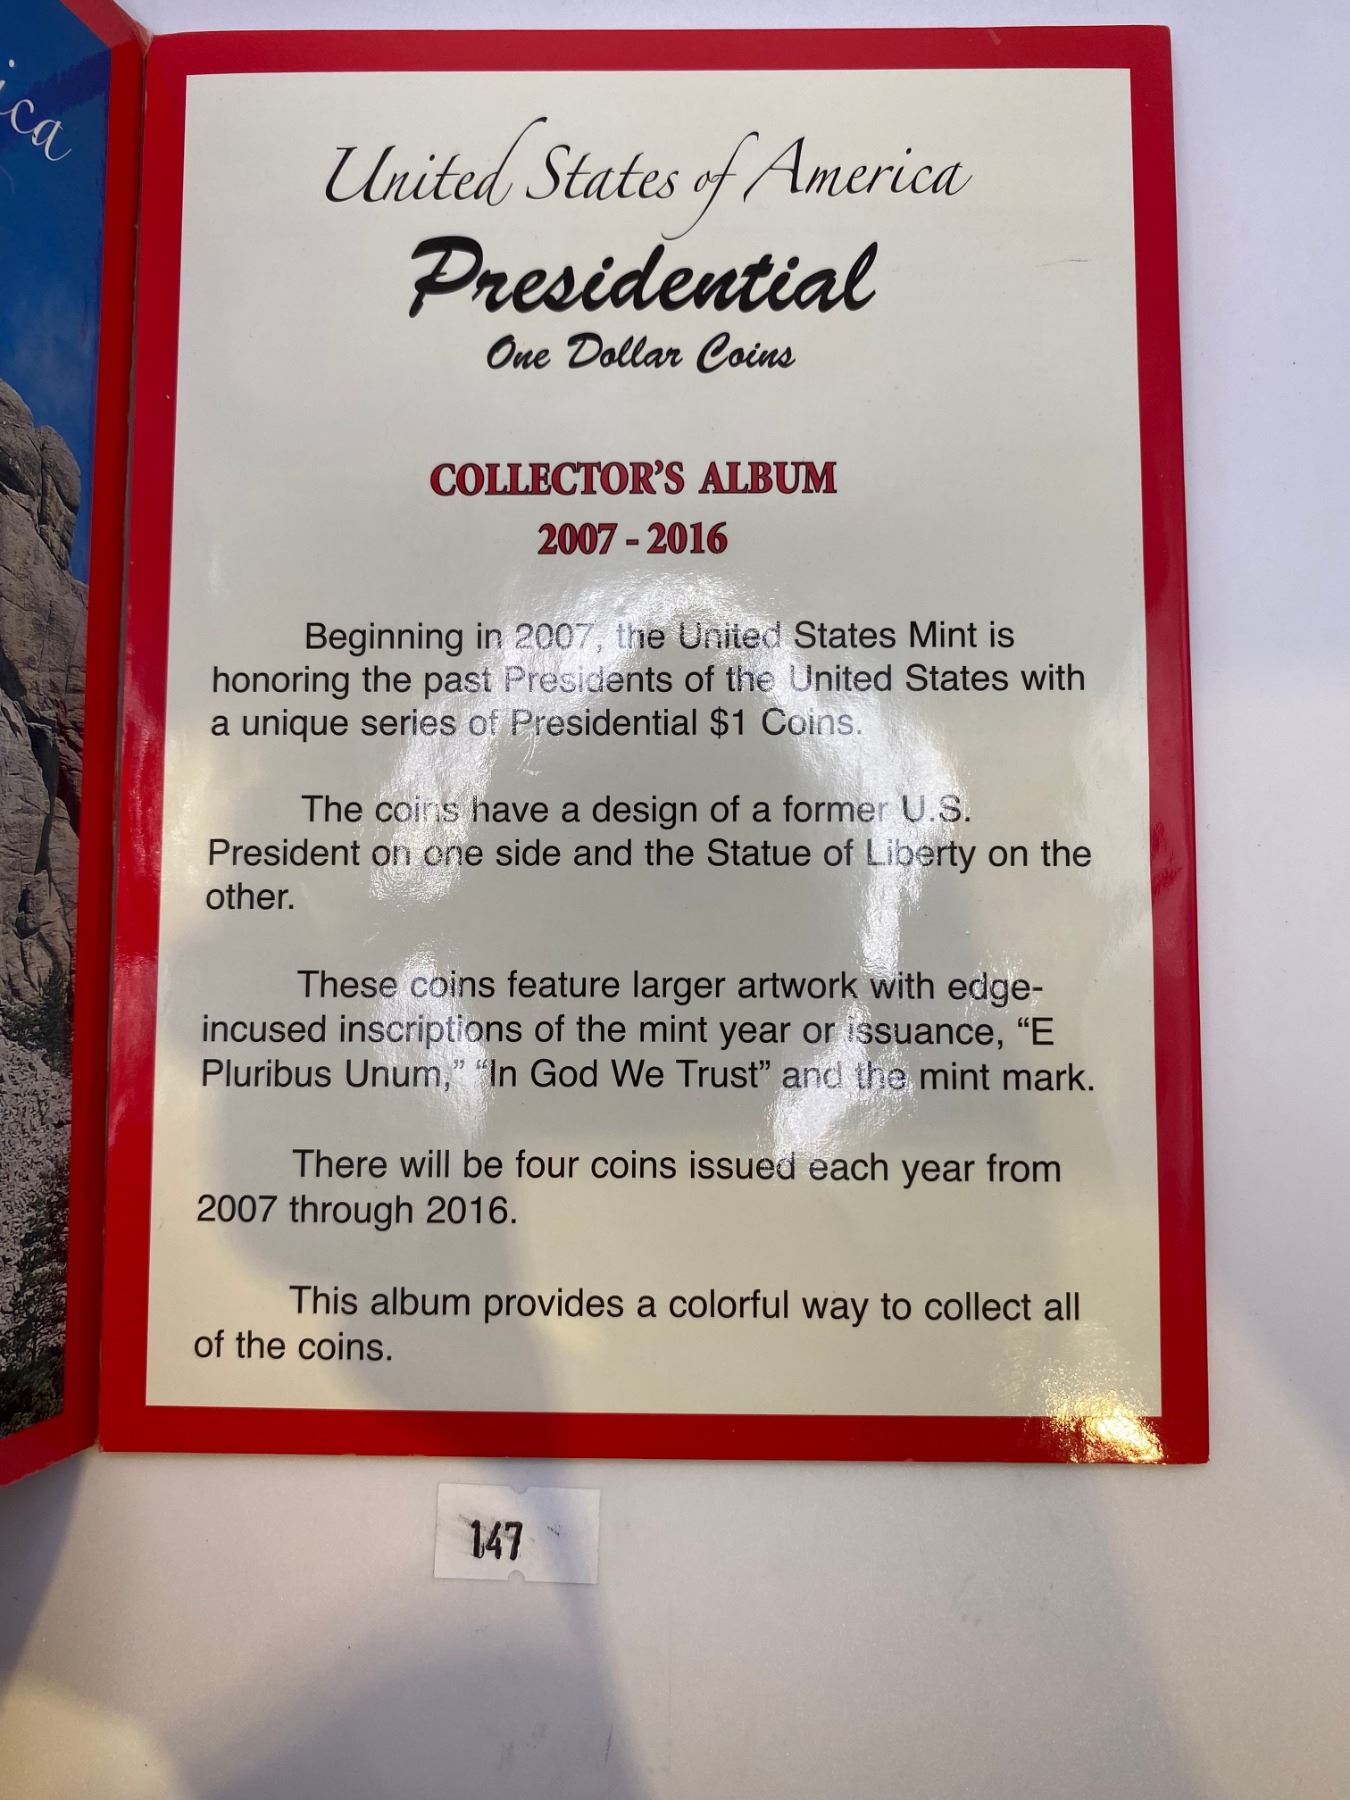 ica
United States of America
Presidential
One Dollar Coins
COLLECTOR'S ALBUM
2007 - 2016
Beginning in 2007, the United States Mint is
honoring the past Presidents of the United States with
a unique series of Presidential $1 Coins.
The coins have a design of a former U.S.
President on one side and the Statue of Liberty on the
other.
These coins feature larger artwork with edge-
incused inscriptions of the mint year or issuance, “E
Pluribus Unum,” “In God We Trust” and the mint mark.
There will be four coins issued each year from
2007 through 2016.
This album provides a colorful way to collect all
of the coins.
147